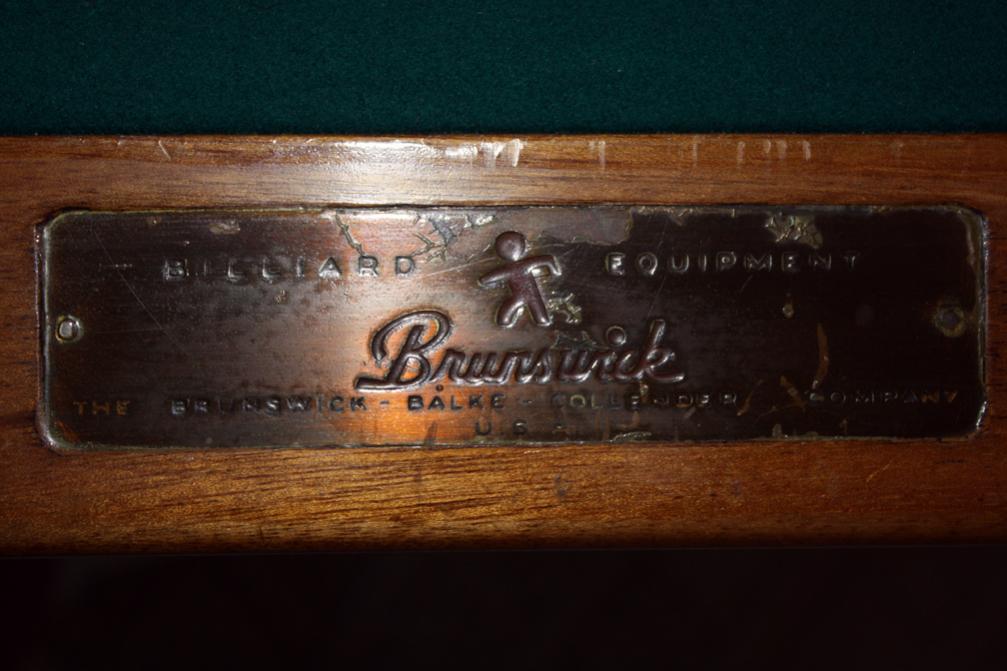 BILLIARD EQUIPMENT
Brunswick
THE BRUNSWICK - BALKE - COLLENDER COMPANY
U.S.A.